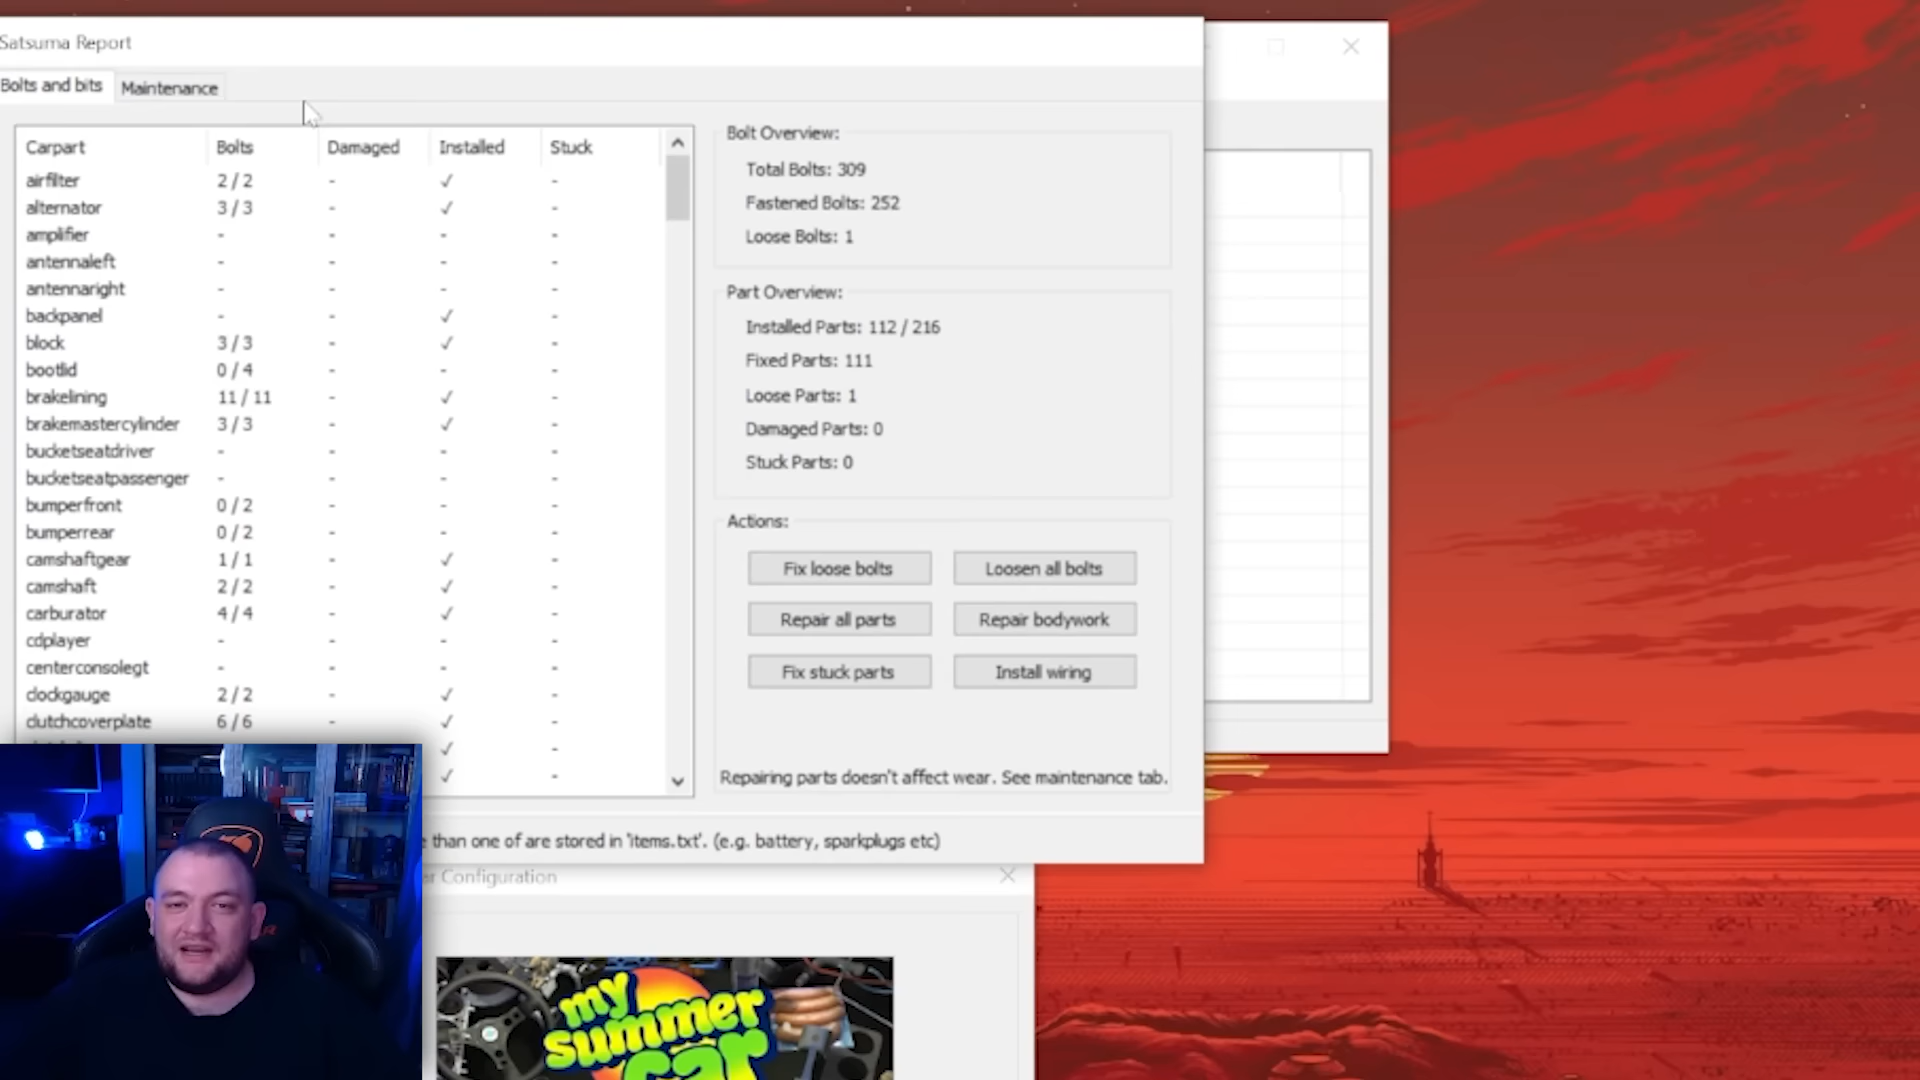 Satsuma Report
Bolts and bits Maintenance
Carpart Bolts Damaged Installed Stuck
airfilter 2 / 2 - ✓ -
alternator 3 / 3 - ✓ -
amplifier - - - -
antennaleft - - - -
antennaright - - - -
backpanel - - ✓ -
block 3 / 3 - ✓ -
bootlid 0 / 4 - - -
brakelining 11 / 11 - ✓ -
brakemastercylinder 3 / 3 - ✓ -
bucketseatdriver - - - -
bucketseatpassenger - - - -
bumperfront 0 / 2 - - -
bumperrear 0 / 2 - - -
camshaftgear 1 / 1 - ✓ -
camshaft 2 / 2 - ✓ -
carburator 4 / 4 - ✓ -
cdplayer - - - -
centerconsolegt - - - -
clockgauge 2 / 2 - ✓ -
clutchcoverplate 6 / 6 - ✓ -
✓ -
✓ -
Bolt Overview:
Total Bolts: 309
Fastened Bolts: 252
Loose Bolts: 1
Part Overview:
Installed Parts: 112 / 216
Fixed Parts: 111
Loose Parts: 1
Damaged Parts: 0
Stuck Parts: 0
Actions:
Fix loose bolts Loosen all bolts
Repair all parts Repair bodywork
Fix stuck parts Install wiring
Repairing parts doesn't affect wear. See maintenance tab.
than one of are stored in 'items.txt'. (e.g. battery, sparkplugs etc)
Configuration
my
summer
car